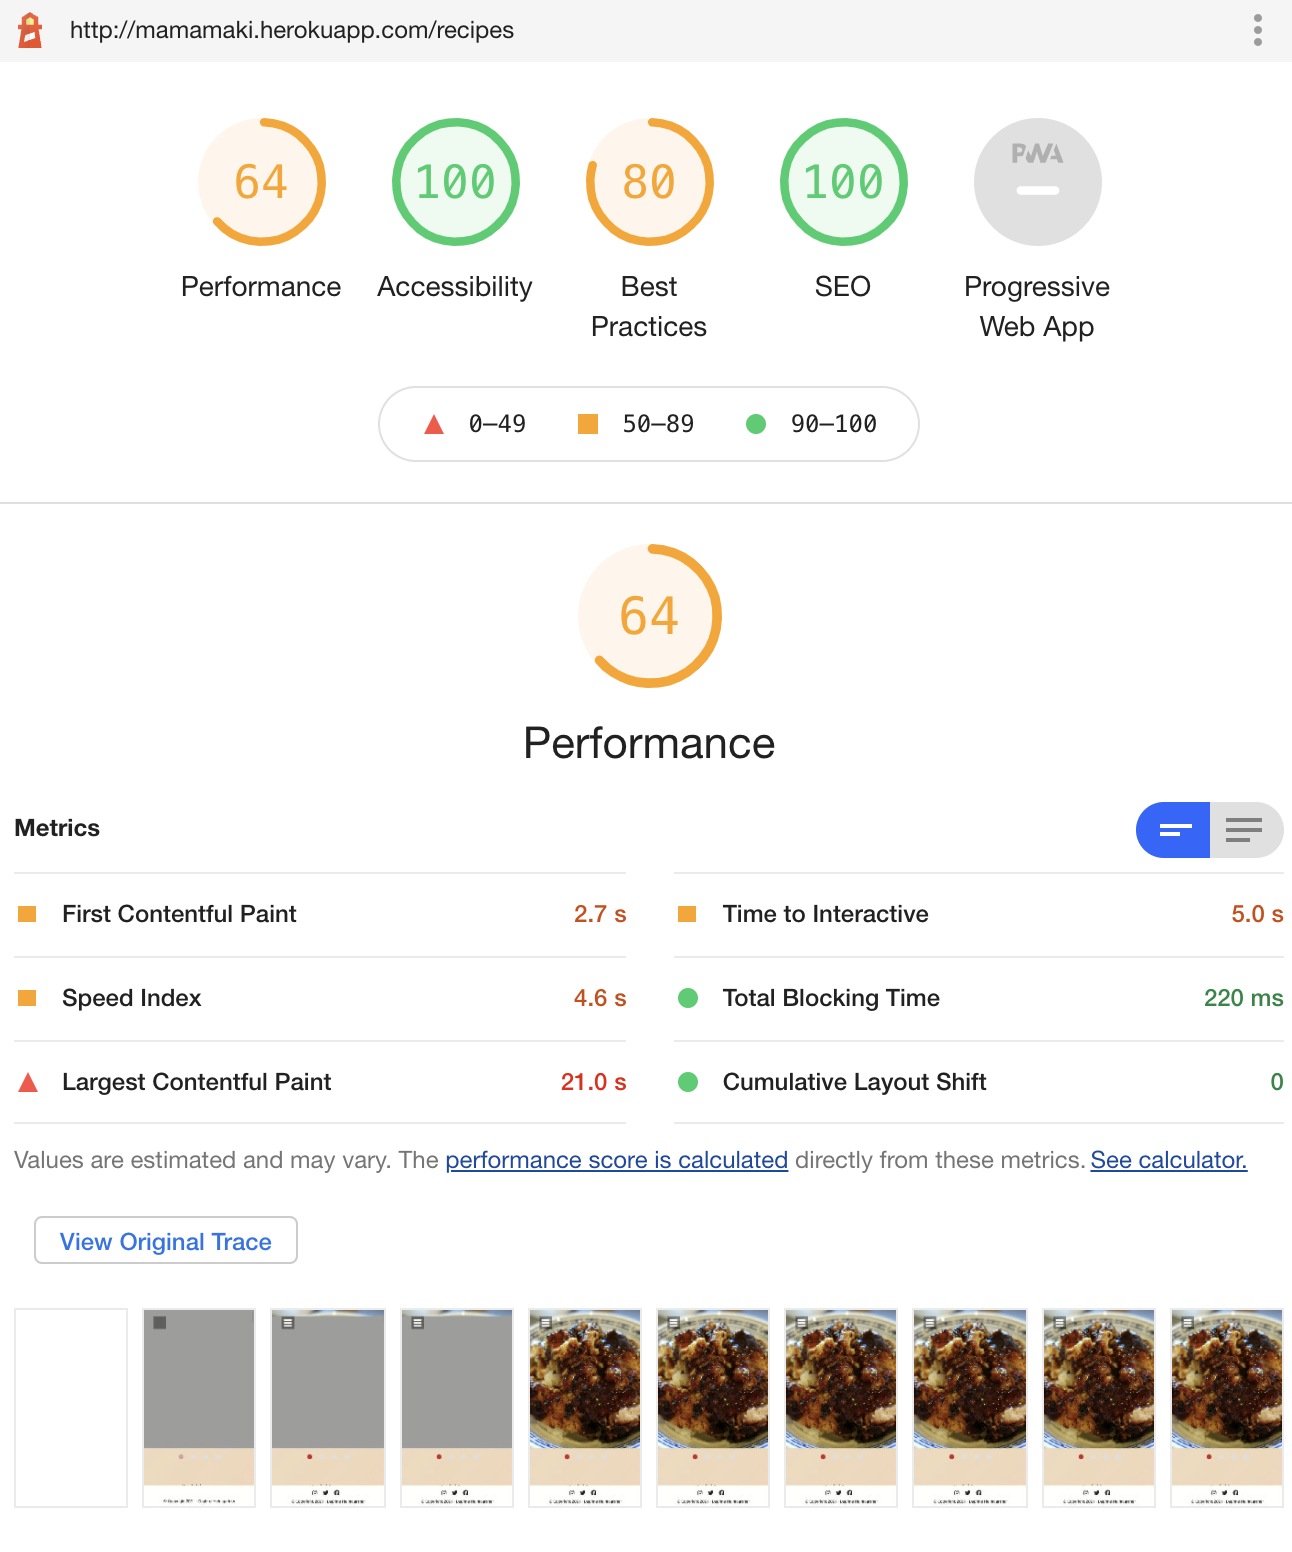 http://mamamaki.herokuapp.com/recipes
64
100
80
100
PWA
Performance
Accessibility
Best
Practices
SEO
Progressive
Web App
0–49
50–89
90–100
64
Performance
Metrics
First Contentful Paint
2.7 s
Time to Interactive
5.0 s
Speed Index
4.6 s
Total Blocking Time
220 ms
Largest Contentful Paint
21.0 s
Cumulative Layout Shift
0
Values are estimated and may vary. The performance score is calculated directly from these metrics. See calculator.
View Original Trace